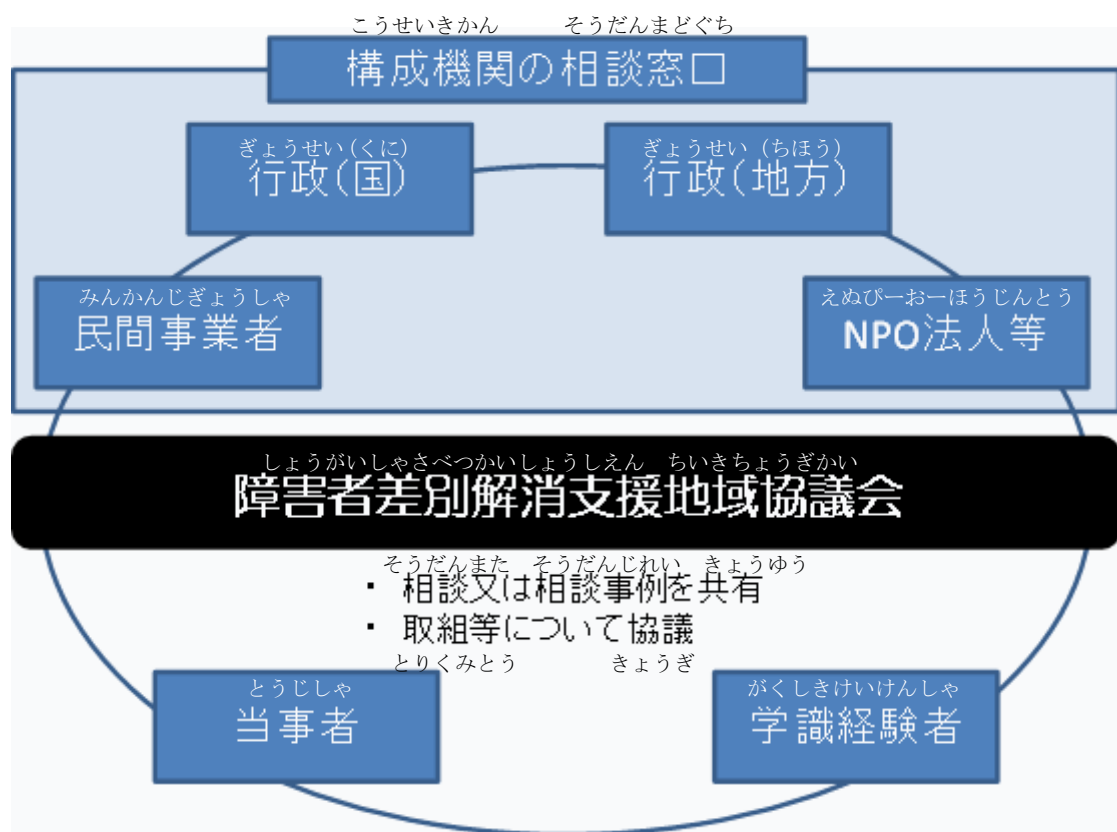 こうせいきかん そうだんまどぐち
構成機関の相談窓口
ぎょうせい(くに)
行政(国)
ぎょうせい (ちほう)
行政(地方)
みんかんじぎょうしゃ
民間事業者
えぬぴーおーほうじんとう
NPO法人等
しょうがいしゃさべつかいしょうしえん ちいききょうぎかい
障害者差別解消支援地域協議会
そうだんまた そうだんじれい きょうゆう
・ 相談又は相談事例を共有
・ 取組等について協議
とりくみとう きょうぎ
とうじしゃ
当事者
がくしきけいけんしゃ
学識経験者